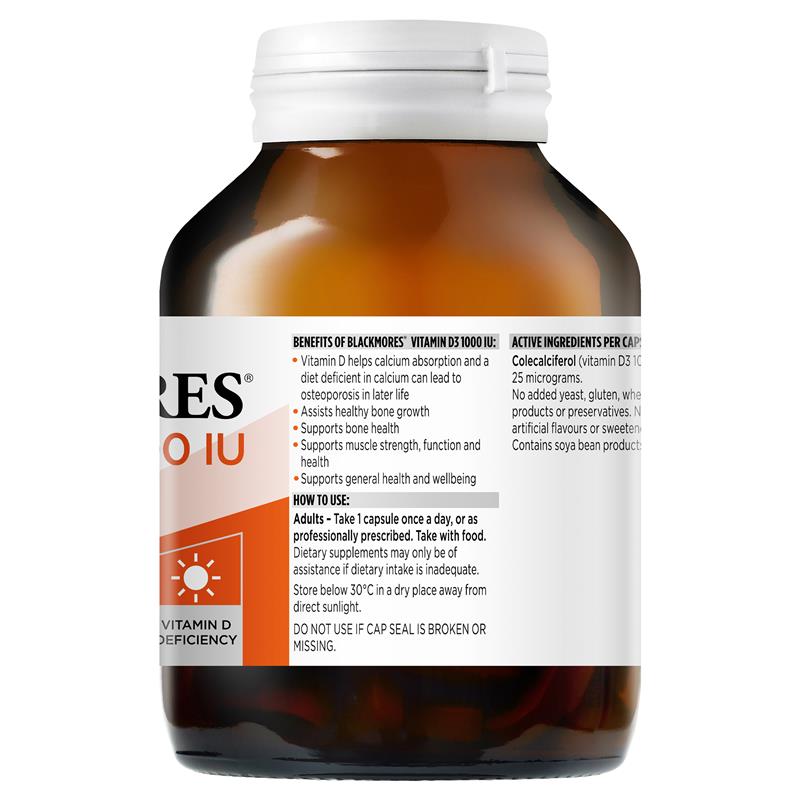 RES®
O IU
VITAMIN D
DEFICIENCY
BENEFITS OF BLACKMORES® VITAMIN D3 1000 IU:
• Vitamin D helps calcium absorption and a
diet deficient in calcium can lead to
osteoporosis in later life
• Assists healthy bone growth
• Supports bone health
• Supports muscle strength, function and
health
• Supports general health and wellbeing
HOW TO USE:
Adults – Take 1 capsule once a day, or as
professionally prescribed. Take with food.
Dietary supplements may only be of
assistance if dietary intake is inadequate.
Store below 30°C in a dry place away from
direct sunlight.
DO NOT USE IF CAP SEAL IS BROKEN OR
MISSING.
ACTIVE INGREDIENTS PER CAPS
Colecalciferol (vitamin D3 10
25 micrograms.
No added yeast, gluten, whe
products or preservatives. N
artificial flavours or sweeten
Contains soya bean products